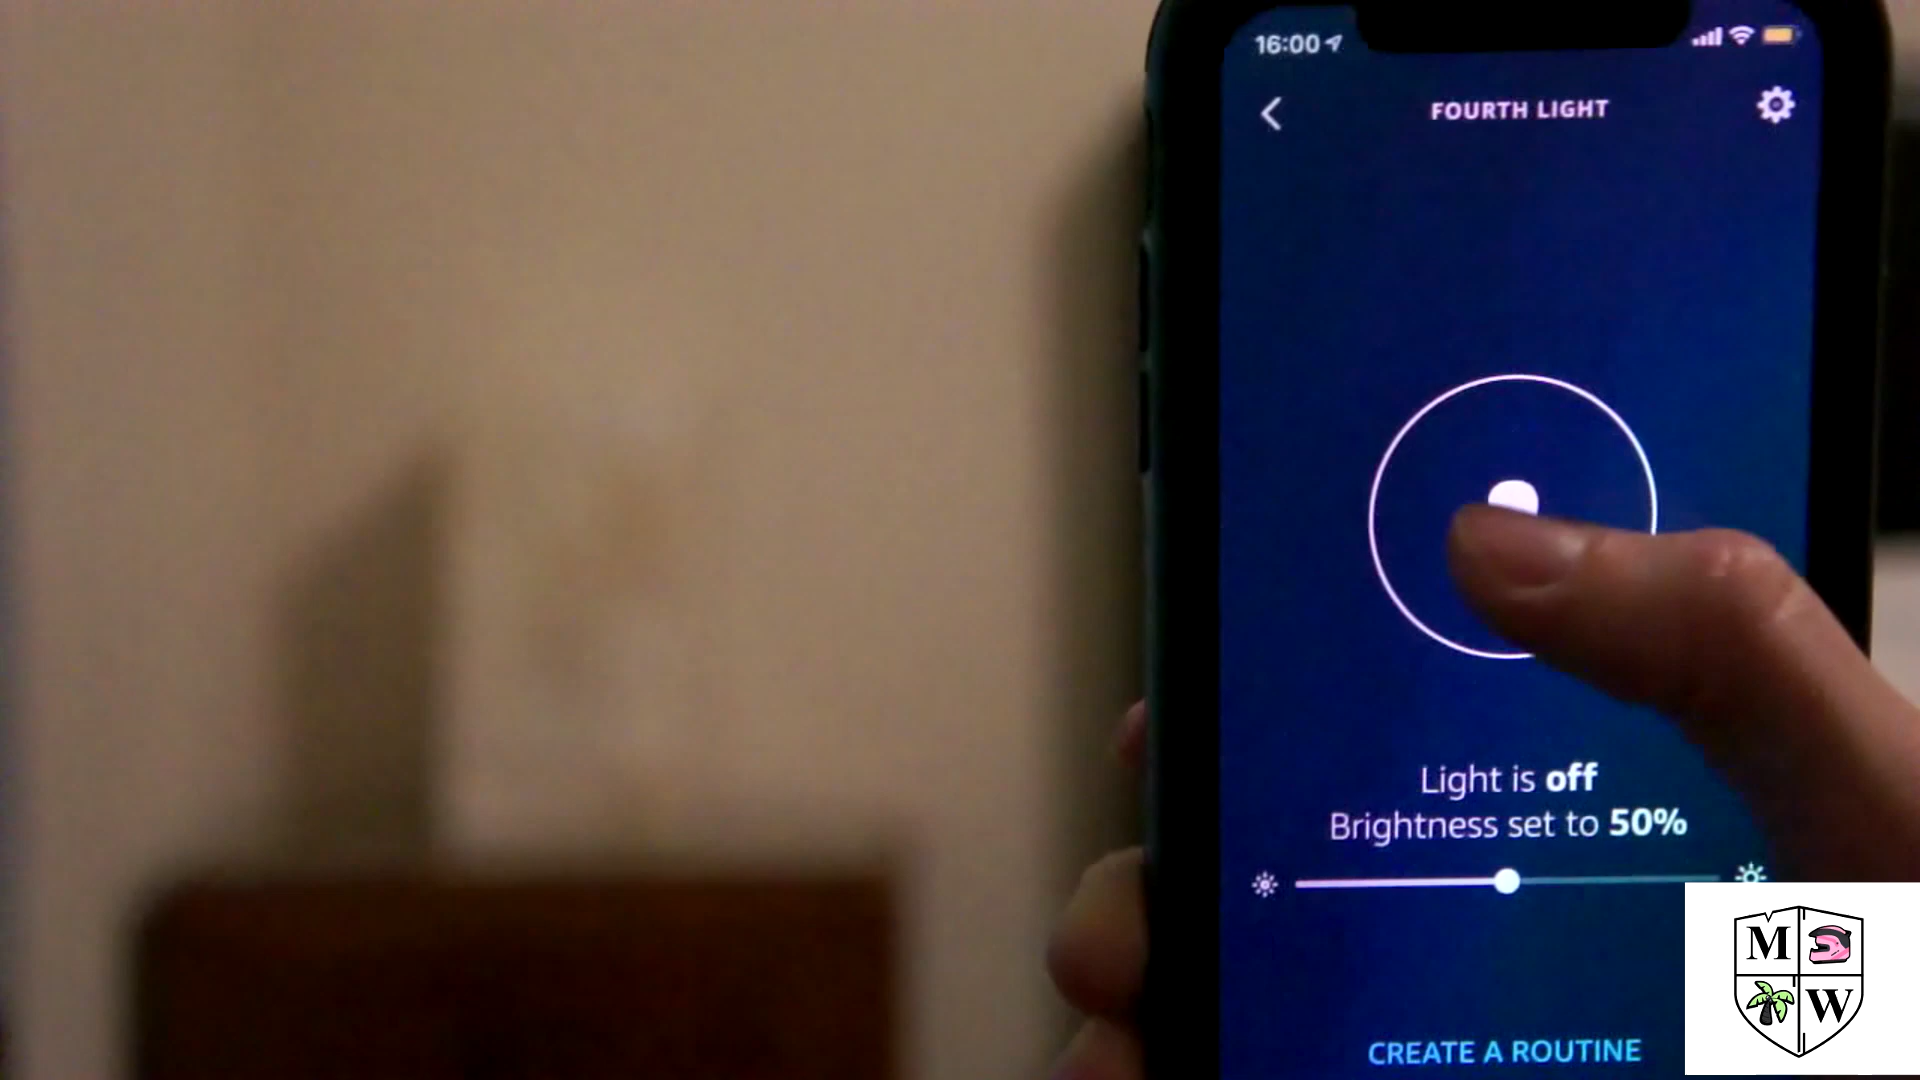 16:00
FOURTH LIGHT
Light is off
Brightness set to 50%
CREATE A ROUTINE
M
W